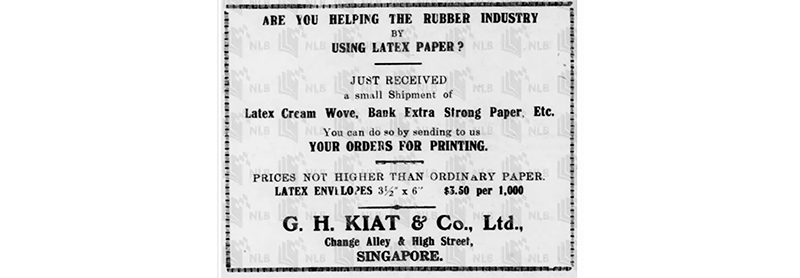 ARE YOU HELPING THE RUBBER INDUSTRY
BY
USING LATEX PAPER?
JUST RECEIVED
a small Shipment of
Latex Cream Wove, Bank Extra Strong Paper, Etc.
You can do so by sending to us
YOUR ORDERS FOR PRINTING.
PRICES NOT HIGHER THAN ORDINARY PAPER.
LATEX ENVELOPES 3½" x 6" $3.50 per 1,000
G. H. KIAT & Co., Ltd.,
Change Alley & High Street,
SINGAPORE.
NLB